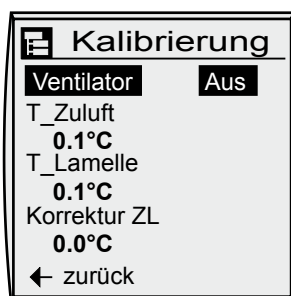 Kalibrierung
Ventilator Aus
T_Zuluft
0.1°C
T_Lamelle
0.1°C
Korrektur ZL
0.0°C
← zurück